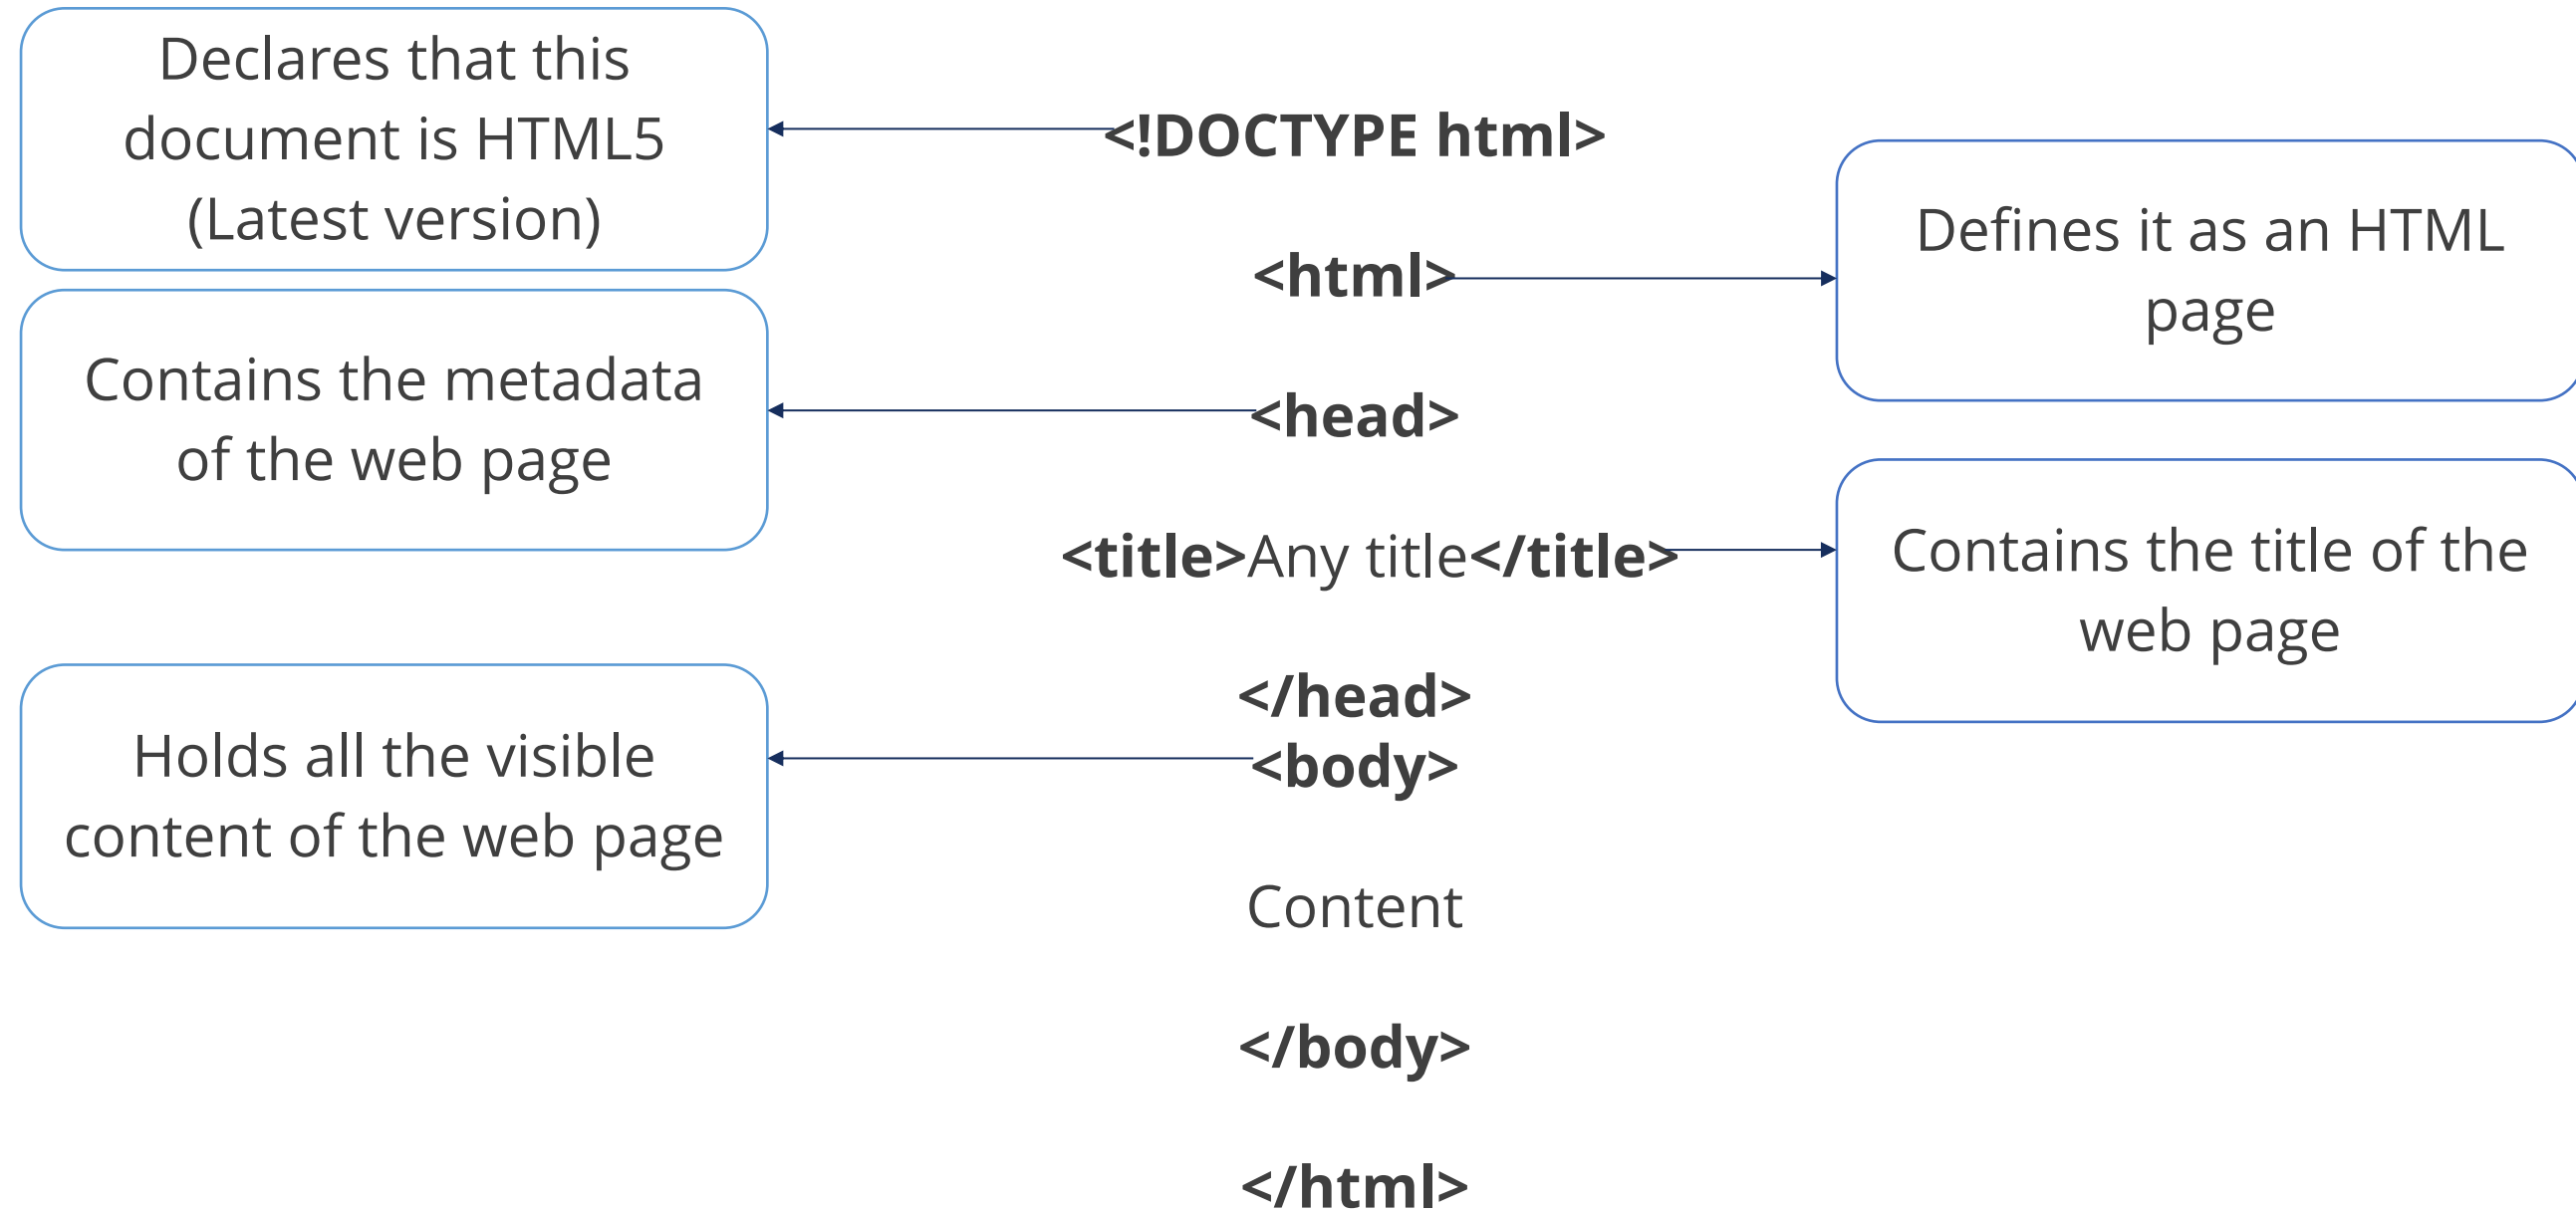 Declares that this
document is HTML5
(Latest version)
<!DOCTYPE html>
Defines it as an HTML
page
<html>
Contains the metadata
of the web page
<head>
<title>Any title</title>
Contains the title of the
web page
</head>
Holds all the visible
content of the web page
<body>
Content
</body>
</html>